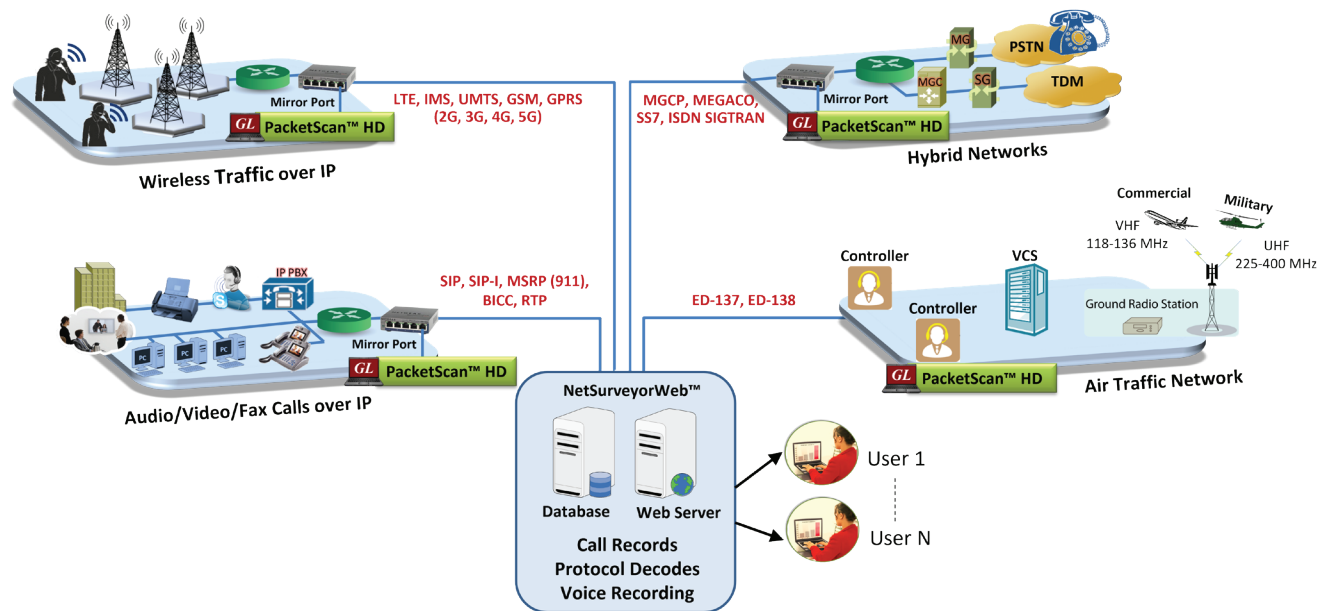 Mirror Port
GL PacketScan™ HD
Wireless Traffic over IP
LTE, IMS, UMTS, GSM, GPRS
(2G, 3G, 4G, 5G)
MGCP, MEGACO,
SS7, ISDN SIGTRAN
MG
PSTN
MGC
SG
TDM
Mirror Port
GL PacketScan™ HD
Hybrid Networks
IP PBX
S
PC
PC
PC
Mirror Port
GL PacketScan™ HD
Audio/Video/Fax Calls over IP
SIP, SIP-I, MSRP (911),
BICC, RTP
ED-137, ED-138
Controller
Controller
VCS
Commercial
Military
VHF
118-136 MHz
UHF
225-400 MHz
Ground Radio Station
GL PacketScan™ HD
Air Traffic Network
NetSurveyorWeb™
Database
Web Server
Call Records
Protocol Decodes
Voice Recording
User 1
User N